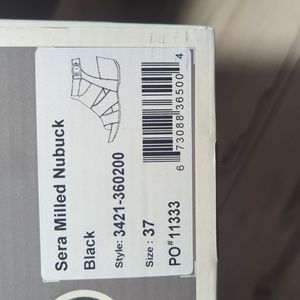 Sera Milled Nubuck
Black
Style: 3421-360200
Size : 37
6 73088 36500 4
PO# 11333